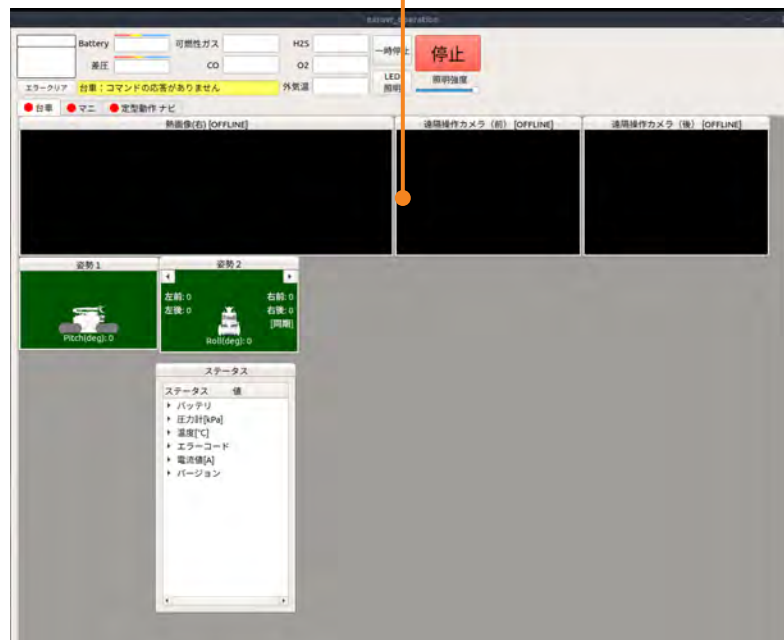 Battery 可燃性ガス H2S 一時停止 停止
差圧 CO O2 LED照明 照明強度
エラークリア 台車：コマンドの応答がありません 外気温
台車 マニ 定型動作 ナビ
熱画像(右) [OFFLINE] 遠隔操作カメラ（前） [OFFLINE] 遠隔操作カメラ（後） [OFFLINE]
姿勢1 姿勢2
左前: 0 右前: 0
左後: 0 右後: 0
[同期]
Pitch(deg): 0 Roll(deg): 0
ステータス
ステータス 値
バッテリ
圧力計[kPa]
温度[℃]
エラーコード
電流値[A]
バージョン